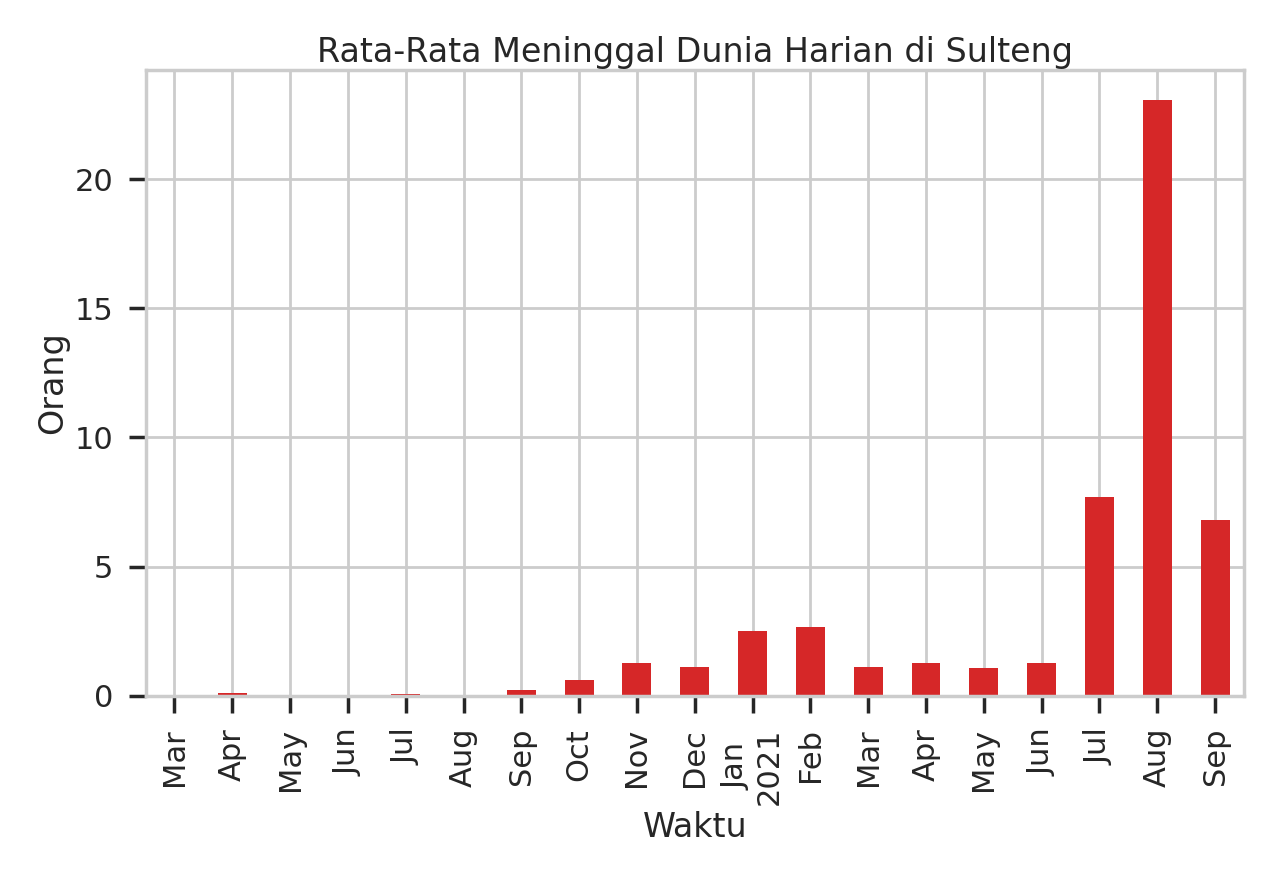 Rata-Rata Meninggal Dunia Harian di Sulteng
Orang
20
15
10
5
0
Mar
Apr
May
Jun
Jul
Aug
Sep
Oct
Nov
Dec
Jan
2021
Feb
Mar
Apr
May
Jun
Jul
Aug
Sep
Waktu